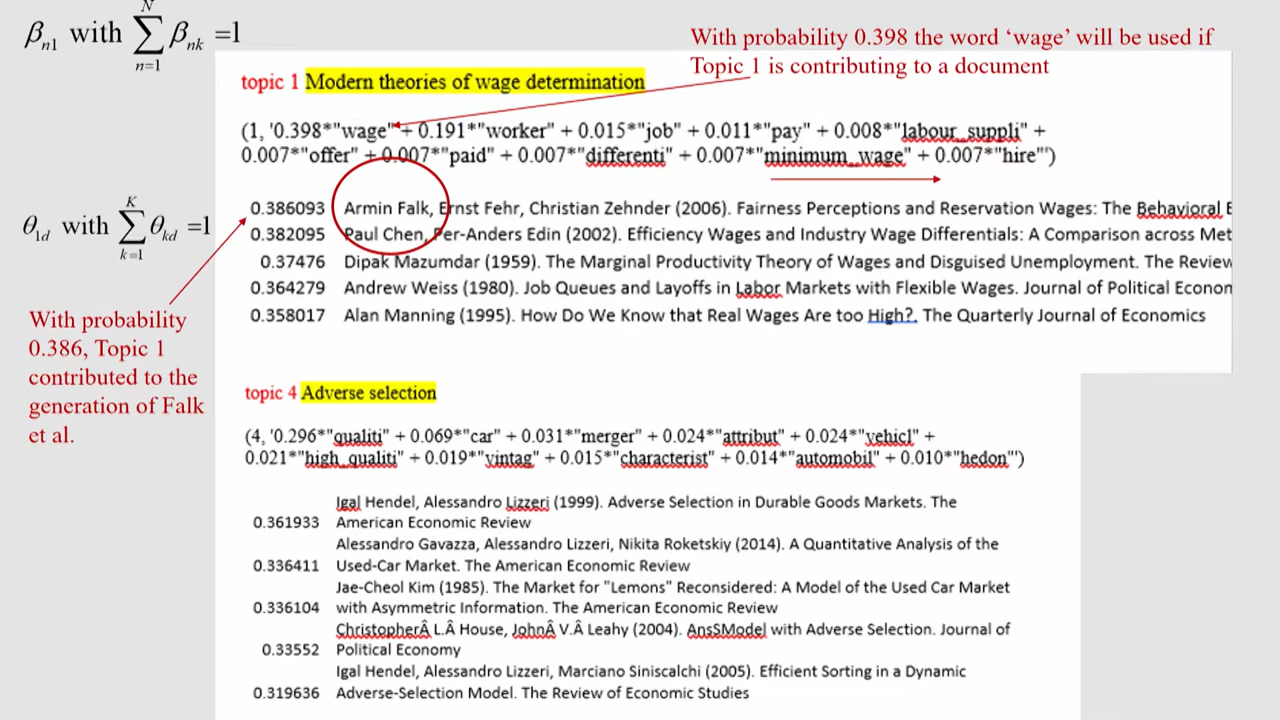 β_{n1} with \sum_{n=1}^{N} β_{nk} =1
With probability 0.398 the word ‘wage’ will be used if
Topic 1 is contributing to a document
topic 1 Modern theories of wage determination
(1, '0.398*"wage" + 0.191*"worker" + 0.015*"job" + 0.011*"pay" + 0.008*"labour_suppli" +
0.007*"offer" + 0.007*"paid" + 0.007*"differenti" + 0.007*"minimum_wage" + 0.007*"hire"')
θ_{1d} with \sum_{k=1}^{K} θ_{kd} =1
0.386093 Armin Falk, Ernst Fehr, Christian Zehnder (2006). Fairness Perceptions and Reservation Wages: The Behavioral E
0.382095 Paul Chen, Per-Anders Edin (2002). Efficiency Wages and Industry Wage Differentials: A Comparison across Met
0.37476 Dipak Mazumdar (1959). The Marginal Productivity Theory of Wages and Disguised Unemployment. The Review
0.364279 Andrew Weiss (1980). Job Queues and Layoffs in Labor Markets with Flexible Wages. Journal of Political Econon
0.358017 Alan Manning (1995). How Do We Know that Real Wages Are too High?. The Quarterly Journal of Economics
With probability
0.386, Topic 1
contributed to the
generation of Falk
et al.
topic 4 Adverse selection
(4, '0.296*"qualiti" + 0.069*"car" + 0.031*"merger" + 0.024*"attribut" + 0.024*"vehicl" +
0.021*"high_qualiti" + 0.019*"vintag" + 0.015*"characterist" + 0.014*"automobil" + 0.010*"hedon"')
Igal Hendel, Alessandro Lizzeri (1999). Adverse Selection in Durable Goods Markets. The
0.361933 American Economic Review
Alessandro Gavazza, Alessandro Lizzeri, Nikita Roketskiy (2014). A Quantitative Analysis of the
0.336411 Used-Car Market. The American Economic Review
Jae-Cheol Kim (1985). The Market for "Lemons" Reconsidered: A Model of the Used Car Market
0.336104 with Asymmetric Information. The American Economic Review
ChristopherÂ L.Â House, JohnÂ V.Â Leahy (2004). AnsSModel with Adverse Selection. Journal of
0.33552 Political Economy
Igal Hendel, Alessandro Lizzeri, Marciano Siniscalchi (2005). Efficient Sorting in a Dynamic
0.319636 Adverse-Selection Model. The Review of Economic Studies